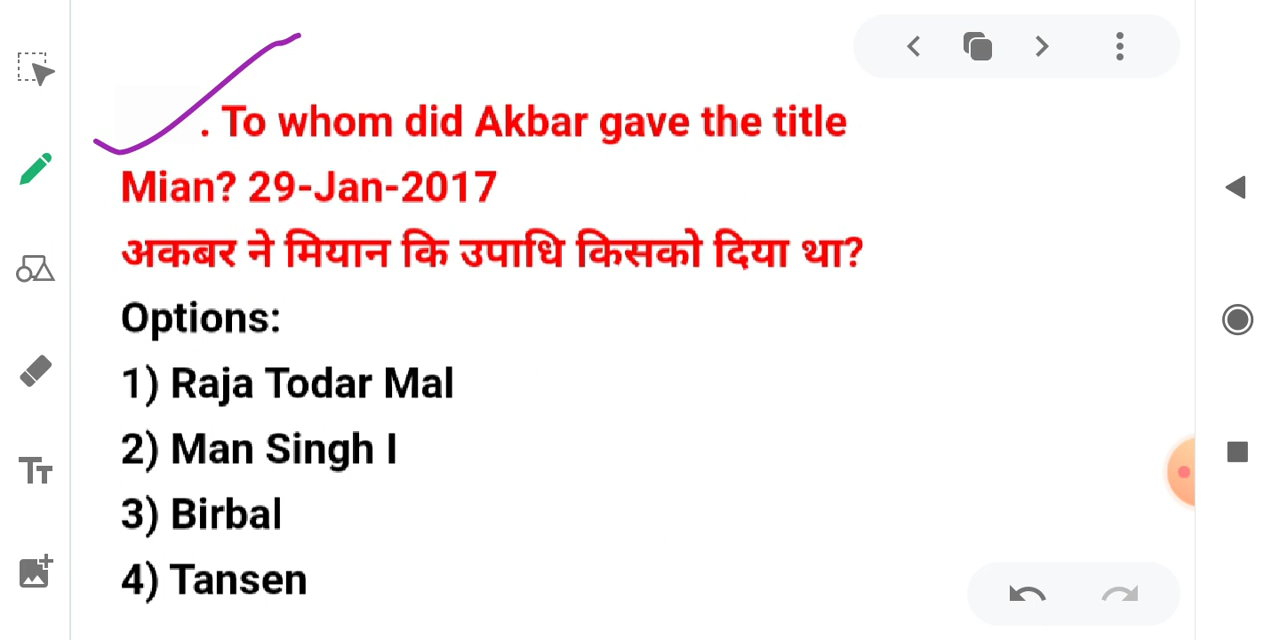 . To whom did Akbar gave the title
Mian? 29-Jan-2017
अकबर ने मियान कि उपाधि किसको दिया था?
Options:
1) Raja Todar Mal
2) Man Singh I
3) Birbal
4) Tansen
TT